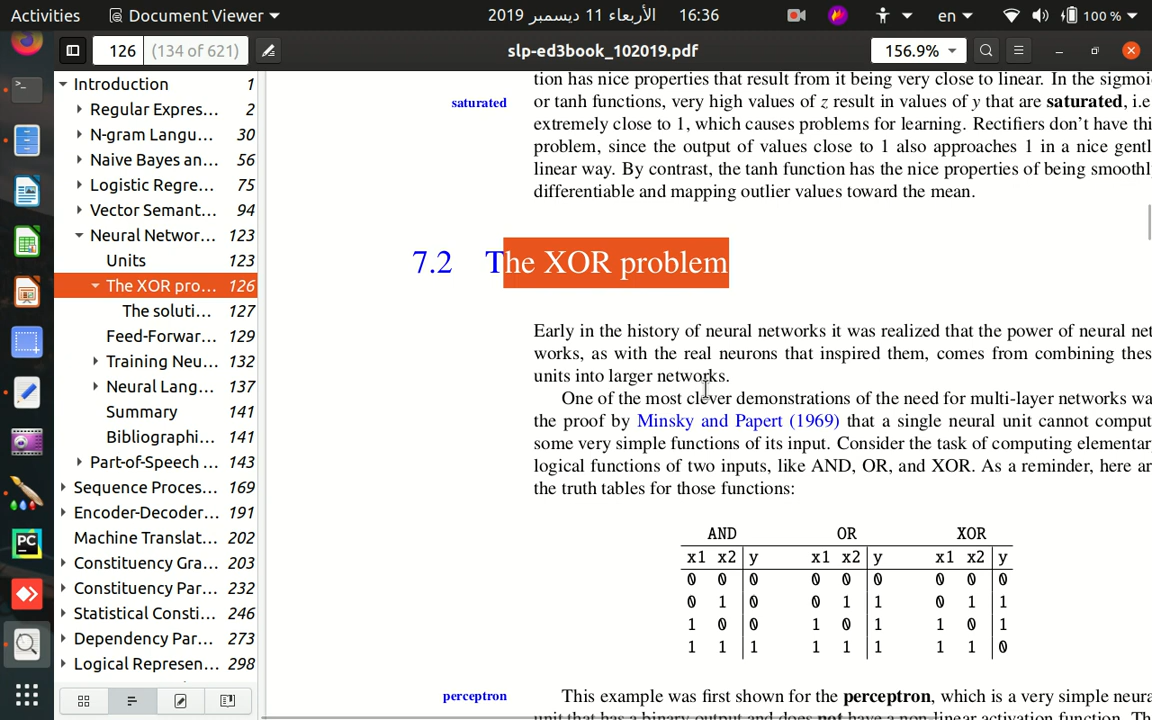 Activities Document Viewer الأربعاء 11 ديسمبر 2019 16:36 en 100 %
126 (134 of 621) slp-ed3book_102019.pdf 156.9%
Introduction 1
Regular Expres... 2
N-gram Langu... 30
Naive Bayes an... 56
Logistic Regre... 75
Vector Semant... 94
Neural Networ... 123
Units 123
The XOR pro... 126
The soluti... 127
Feed-Forwar... 129
Training Neu... 132
Neural Lang... 137
Summary 141
Bibliographi... 141
Part-of-Speech ... 143
Sequence Proces... 169
Encoder-Decoder... 191
Machine Translat... 202
Constituency Gra... 203
Constituency Par... 232
Statistical Consti... 246
Dependency Par... 273
Logical Represen... 298
tion has nice properties that result from it being very close to linear. In the sigmoi
saturated or tanh functions, very high values of z result in values of y that are saturated, i.e
extremely close to 1, which causes problems for learning. Rectifiers don't have thi
problem, since the output of values close to 1 also approaches 1 in a nice gentl
linear way. By contrast, the tanh function has the nice properties of being smoothl
differentiable and mapping outlier values toward the mean.
7.2 The XOR problem
Early in the history of neural networks it was realized that the power of neural net
works, as with the real neurons that inspired them, comes from combining thes
units into larger networks.
One of the most clever demonstrations of the need for multi-layer networks wa
the proof by Minsky and Papert (1969) that a single neural unit cannot comput
some very simple functions of its input. Consider the task of computing elementar
logical functions of two inputs, like AND, OR, and XOR. As a reminder, here ar
the truth tables for those functions:
AND OR XOR
x1 x2 y x1 x2 y x1 x2 y
0 0 0 0 0 0 0 0 0
0 1 0 0 1 1 0 1 1
1 0 0 1 0 1 1 0 1
1 1 1 1 1 1 1 1 0
perceptron This example was first shown for the perceptron, which is a very simple neura
unit that has a binary output and does not have a non-linear activation function. Th